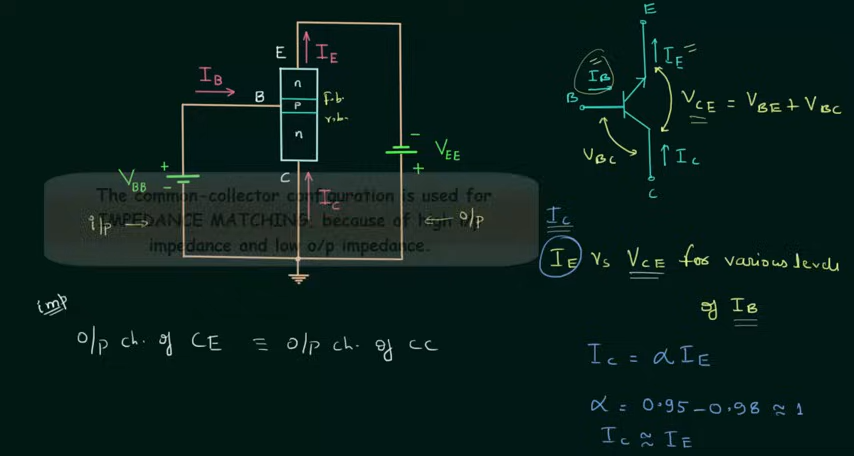 E
I_E
I_B
B
n
p
n
f.b.
r.b.
C
I_C
V_BB
+
-
-
+
V_EE
i/p →
← o/p
The common-collector configuration is used for
IMPEDANCE MATCHING, because of high
impedance and low o/p impedance.
imp
O/p ch. of CE ≡ O/p ch. of CC
E
I_E =
I_B
B
V_CE = V_BE + V_BC
V_BC
I_C
C
I_C
I_E vs V_CE for various levels
of I_B
I_C = αI_E
α = 0.95 - 0.98 ≈ 1
I_C ≈ I_E